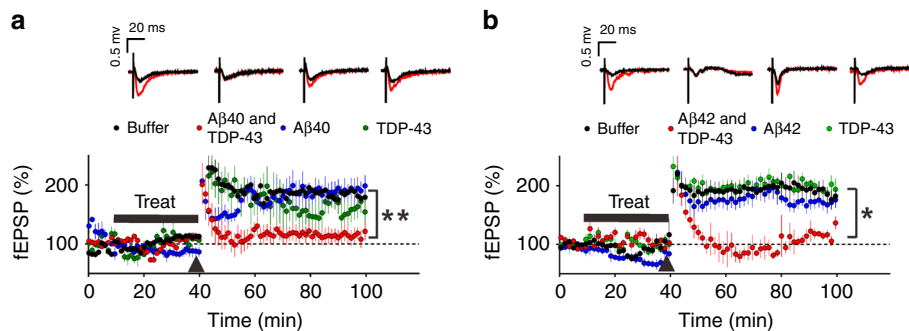 a
20 ms
0.5 mv
Buffer
Aβ40 and
TDP-43
Aβ40
TDP-43
fEPSP (%)
200
100
Treat
**
0 20 40 60 80 100
Time (min)
b
20 ms
0.5 mv
Buffer
Aβ42 and
TDP-43
Aβ42
TDP-43
fEPSP (%)
200
100
Treat
*
0 20 40 60 80 100
Time (min)